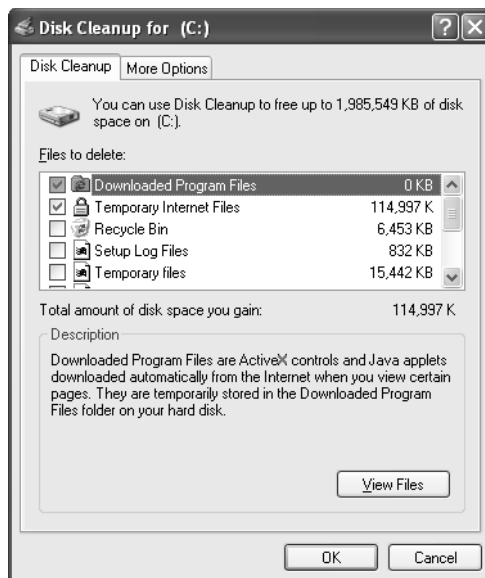 Disk Cleanup for (C:)
Disk Cleanup
More Options
You can use Disk Cleanup to free up to 1,985,549 KB of disk
space on (C:).
Files to delete:
Downloaded Program Files 0 KB
Temporary Internet Files 114,997 K
Recycle Bin 6,453 KB
Setup Log Files 832 KB
Temporary files 15,442 KB
Total amount of disk space you gain: 114,997 K
Description
Downloaded Program Files are ActiveX controls and Java applets
downloaded automatically from the Internet when you view certain
pages. They are temporarily stored in the Downloaded Program
Files folder on your hard disk.
View Files
OK
Cancel